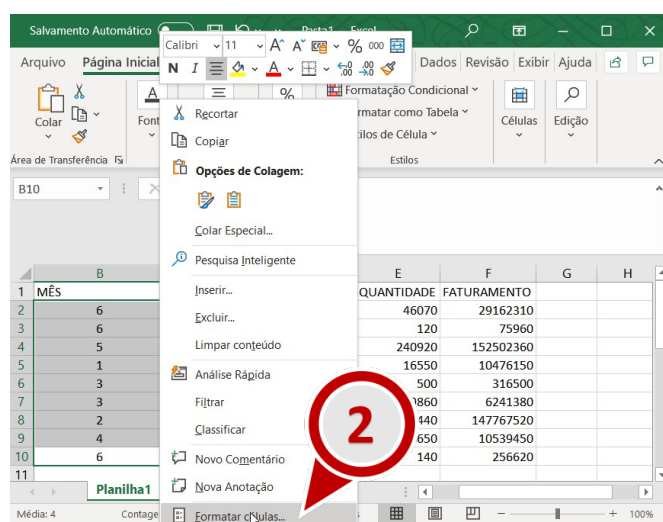 Salvamento Automático Pasta1 - Excel
Calibri 11 A^ A˅ % 000
Arquivo Página Inicial Dados Revisão Exibir Ajuda
N I A
Colar
A
Font
%
Formatação Condicional
rmatar como Tabela
ilos de Célula
Células
Edição
Área de Transferência
Estilos
Recortar
Copiar
Opções de Colagem:
Colar Especial...
Pesquisa Inteligente
Inserir...
Excluir...
Limpar conteúdo
Análise Rápida
Filtrar
Classificar
Novo Comentário
Nova Anotação
Formatar células...
2
B10
B E F G H
1 MÊS QUANTIDADE FATURAMENTO
2 6 46070 29162310
3 6 120 75960
4 5 240920 152502360
5 1 16550 10476150
6 3 500 316500
7 3 9860 6241380
8 2 440 147767520
9 4 650 10539450
10 6 140 256620
11
Planilha1
Média: 4 Contage 100%